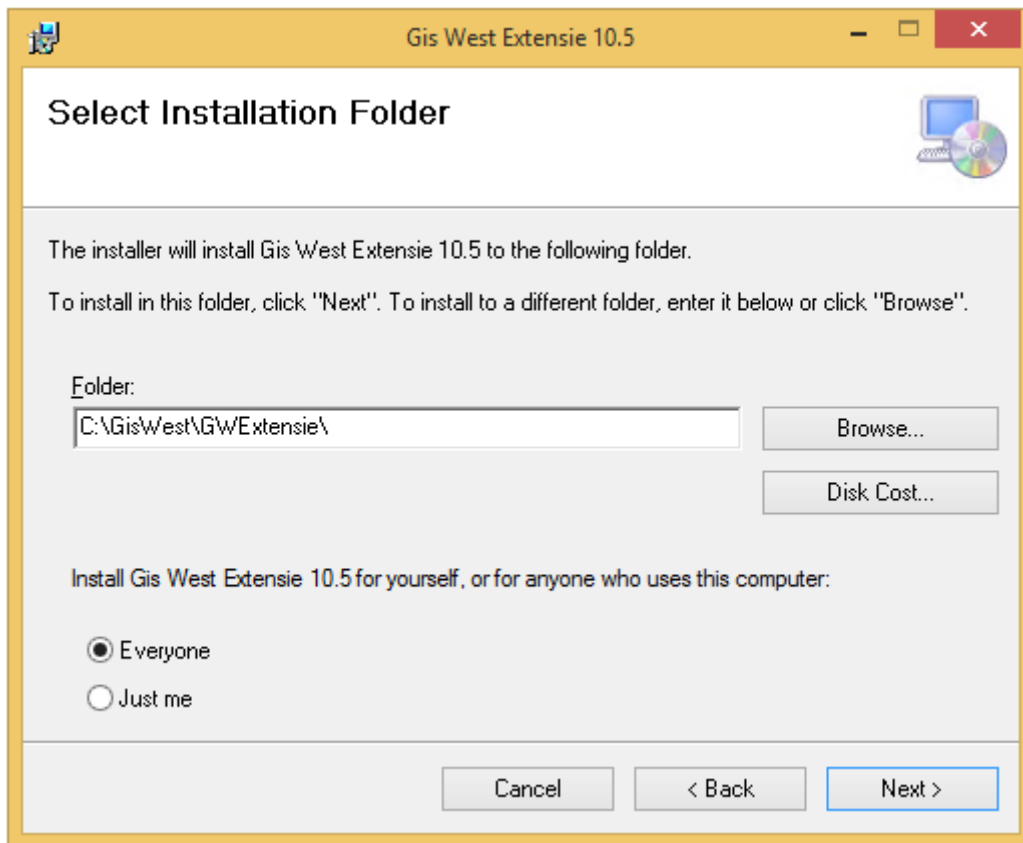 Gis West Extensie 10.5
Select Installation Folder
The installer will install Gis West Extensie 10.5 to the following folder.
To install in this folder, click "Next". To install to a different folder, enter it below or click "Browse".
Folder:
C:\GisWest\GWExtensie\
Browse...
Disk Cost...
Install Gis West Extensie 10.5 for yourself, or for anyone who uses this computer:
Everyone
Just me
Cancel
< Back
Next >